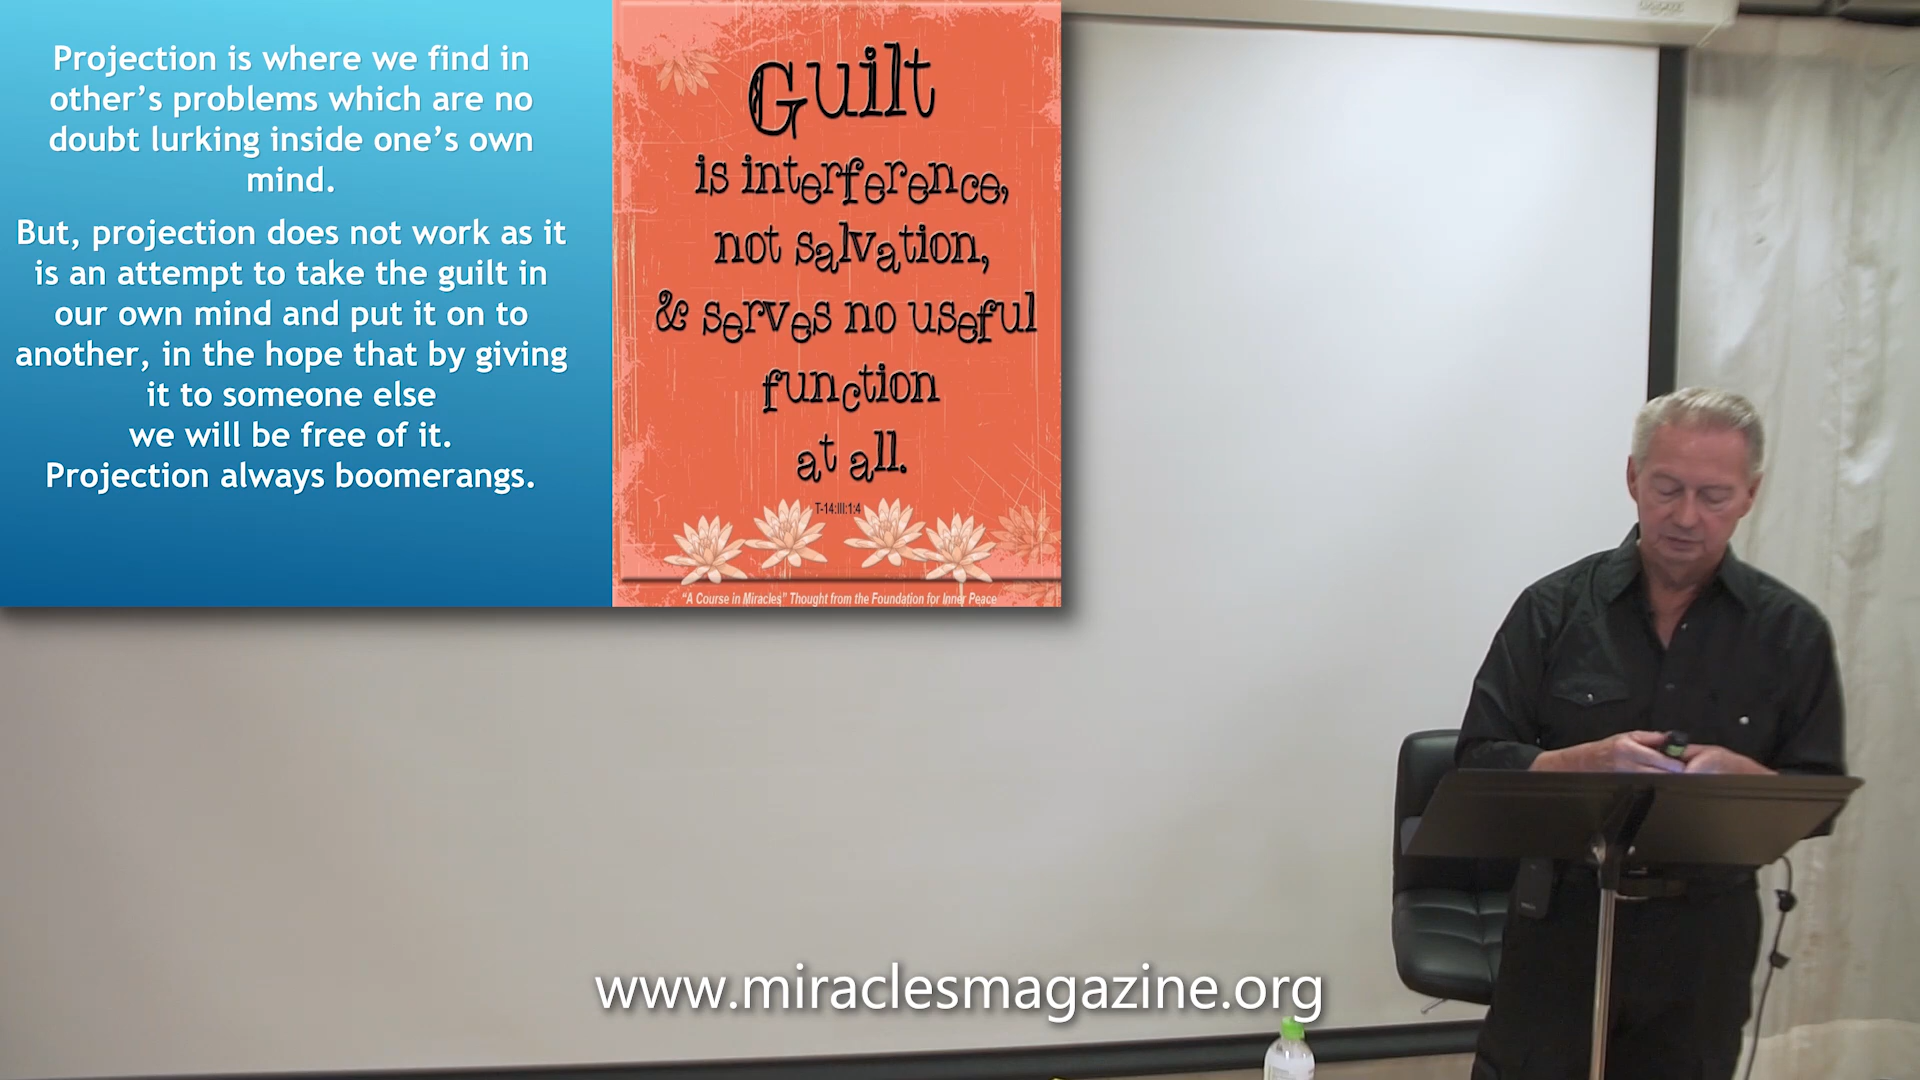 Projection is where we find in
other’s problems which are no
doubt lurking inside one’s own
mind.
But, projection does not work as it
is an attempt to take the guilt in
our own mind and put it on to
another, in the hope that by giving
it to someone else
we will be free of it.
Projection always boomerangs.
Guilt
is interference,
not salvation,
& serves no useful
function
at all.
T-14:III:1:4
"A Course in Miracles" Thought from the Foundation for Inner Peace
www.miraclesmagazine.org